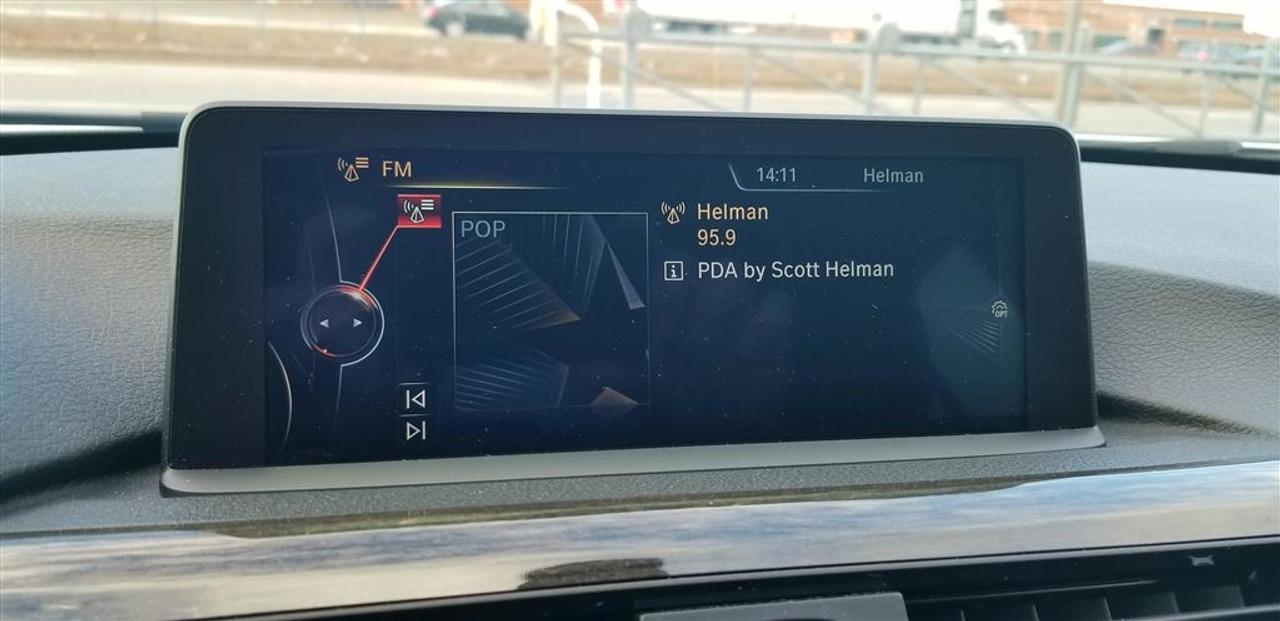 FM
14:11 Helman
POP
Helman
95.9
PDA by Scott Helman
OPT